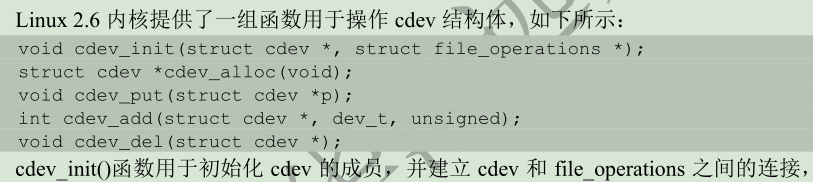 Linux 2.6 内核提供了一组函数用于操作 cdev 结构体，如下所示：
void cdev_init(struct cdev *, struct file_operations *);
struct cdev *cdev_alloc(void);
void cdev_put(struct cdev *p);
int cdev_add(struct cdev *, dev_t, unsigned);
void cdev_del(struct cdev *);
cdev_init()函数用于初始化 cdev 的成员，并建立 cdev 和 file_operations 之间的连接，